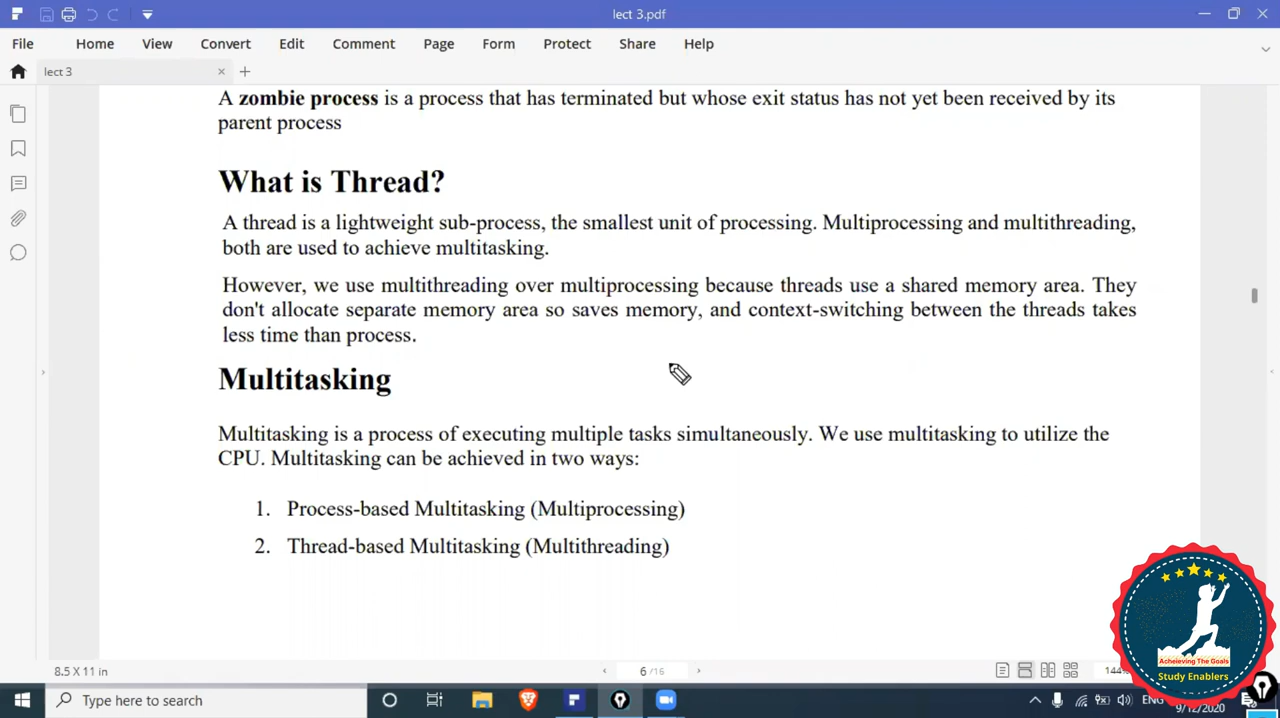 lect 3.pdf
File Home View Convert Edit Comment Page Form Protect Share Help
lect 3
A zombie process is a process that has terminated but whose exit status has not yet been received by its
parent process
What is Thread?
A thread is a lightweight sub-process, the smallest unit of processing. Multiprocessing and multithreading,
both are used to achieve multitasking.
However, we use multithreading over multiprocessing because threads use a shared memory area. They
don't allocate separate memory area so saves memory, and context-switching between the threads takes
less time than process.
Multitasking
Multitasking is a process of executing multiple tasks simultaneously. We use multitasking to utilize the
CPU. Multitasking can be achieved in two ways:
1. Process-based Multitasking (Multiprocessing)
2. Thread-based Multitasking (Multithreading)
Acheieving The Goals
Study Enablers
8.5 X 11 in
6 /16
Type here to search
ENG
9/12/2020